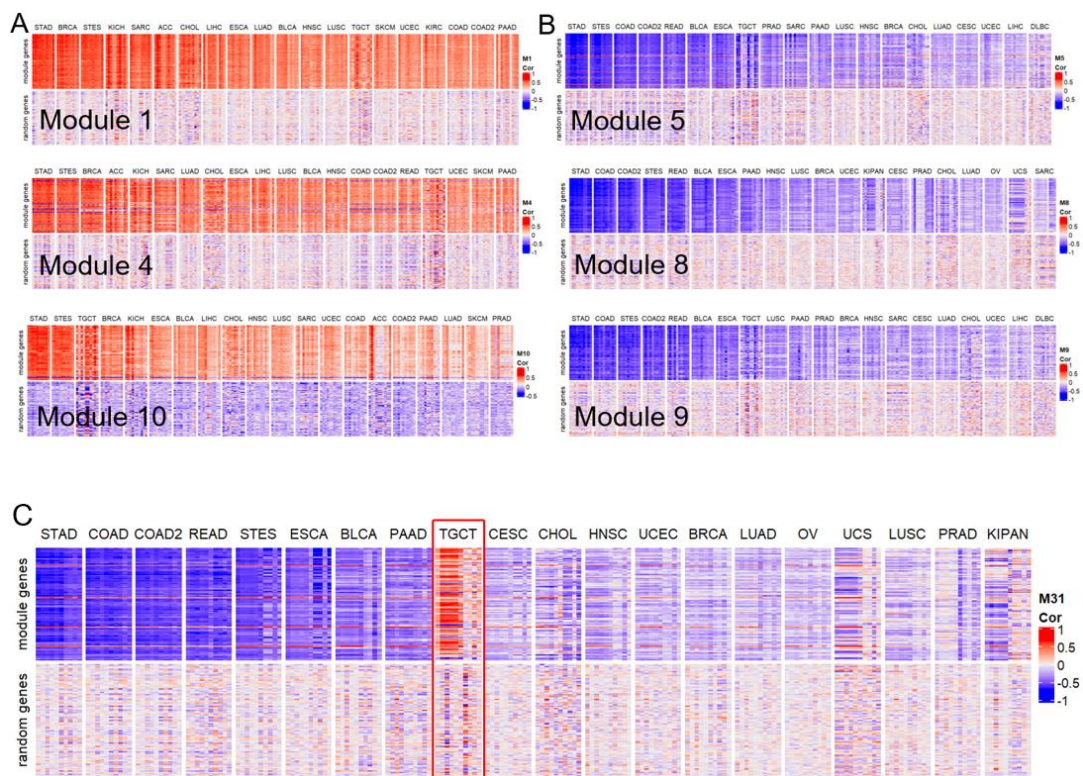 A
STAD BRCA STES KICH SARC ACC CHOL LIHC ESCA LUAD BLCA HNSC LUSC TGCT SKCM UCEC KIRC COAD COAD2 PAAD
module genes
random genes
Module 1
M1
Cor
1
0.5
0
-0.5
-1
STAD STES BRCA ACC KICH SARC LUAD CHOL ESCA LIHC LUSC BLCA HNSC COAD COAD2 READ TGCT UCEC SKCM PAAD
module genes
random genes
Module 4
M4
Cor
1
0.5
0
-0.5
-1
STAD STES TGCT BRCA KICH ESCA BLCA LIHC CHOL HNSC LUSC SARC UCEC COAD ACC COAD2 PAAD LUAD SKCM PRAD
module genes
random genes
Module 10
M10
Cor
1
0.5
0
-0.5
B
STAD STES COAD COAD2 READ BLCA ESCA TGCT PRAD SARC PAAD LUSC HNSC BRCA CHOL LUAD CESC UCEC LIHC DLBC
module genes
random genes
Module 5
M5
Cor
1
0.5
0
-0.5
-1
STAD COAD COAD2 STES READ BLCA ESCA PAAD HNSC LUSC BRCA UCEC KIPAN CESC PRAD CHOL LUAD OV UCS SARC
module genes
random genes
Module 8
M8
Cor
1
0.5
0
-0.5
-1
STAD COAD STES COAD2 READ BLCA ESCA TGCT LUSC PAAD PRAD BRCA HNSC SARC CESC LUAD CHOL UCEC LIHC DLBC
module genes
random genes
Module 9
M9
Cor
1
0.5
0
-0.5
-1
C
STAD COAD COAD2 READ STES ESCA BLCA PAAD TGCT CESC CHOL HNSC UCEC BRCA LUAD OV UCS LUSC PRAD KIPAN
module genes
random genes
M31
Cor
1
0.5
0
-0.5
-1